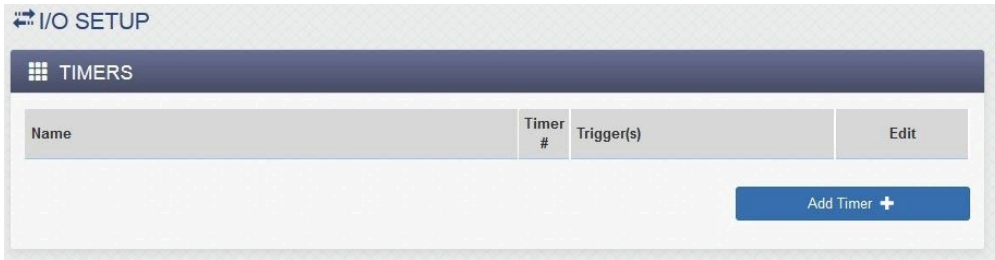 I/O SETUP
TIMERS
Name Timer # Trigger(s) Edit
Add Timer